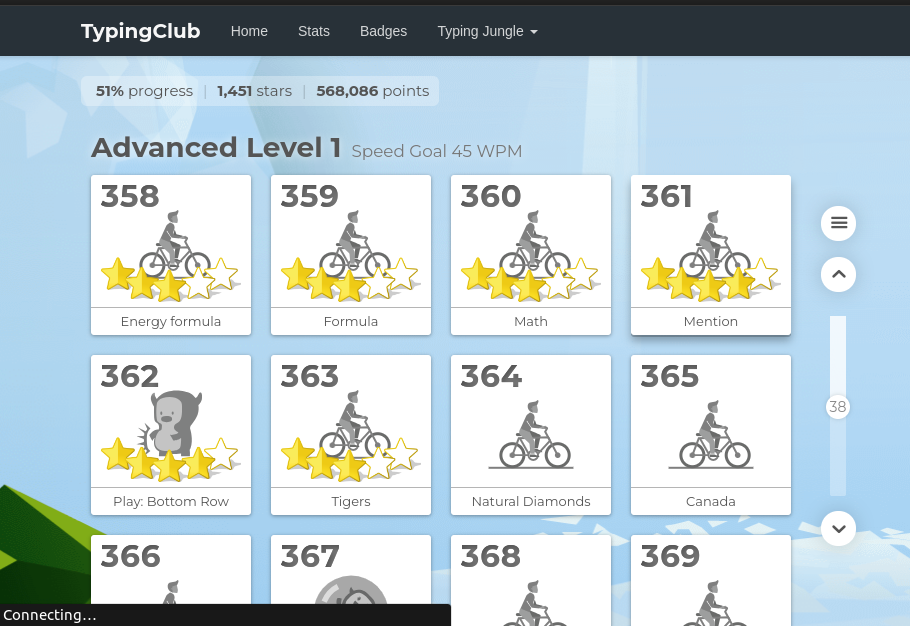 TypingClub Home Stats Badges Typing Jungle
51% progress | 1,451 stars | 568,086 points
Advanced Level 1 Speed Goal 45 WPM
358 359 360 361
Energy formula Formula Math Mention
38
362 363 364 365
Play: Bottom Row Tigers Natural Diamonds Canada
366 367 368 369
Connecting...